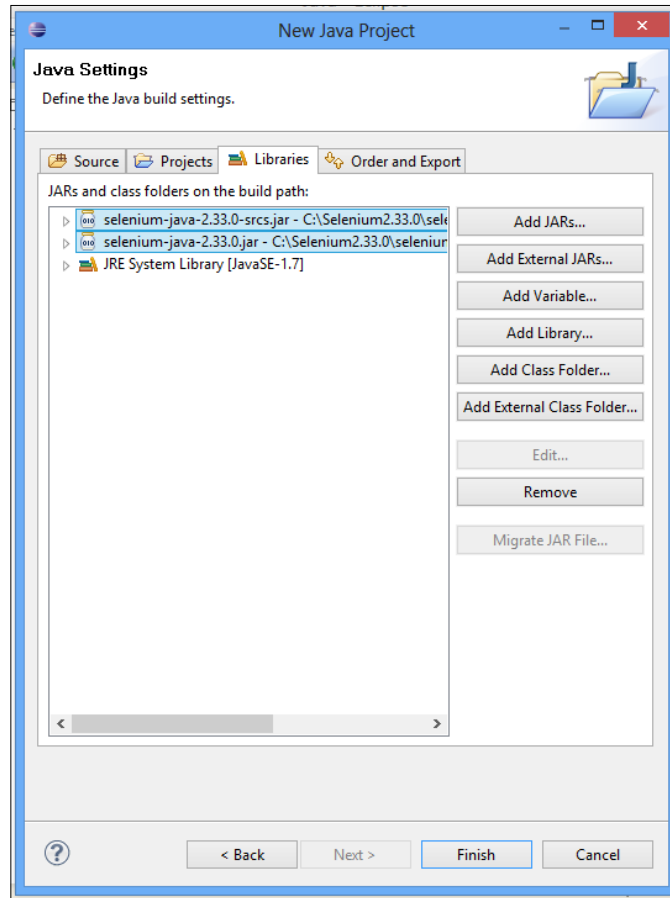 New Java Project
Java Settings
Define the Java build settings.
Source Projects Libraries Order and Export
JARs and class folders on the build path:
selenium-java-2.33.0-srcs.jar - C:\Selenium2.33.0\sele
selenium-java-2.33.0.jar - C:\Selenium2.33.0\seleniur
JRE System Library [JavaSE-1.7]
Add JARs...
Add External JARs...
Add Variable...
Add Library...
Add Class Folder...
Add External Class Folder...
Edit...
Remove
Migrate JAR File...
< Back Next > Finish Cancel